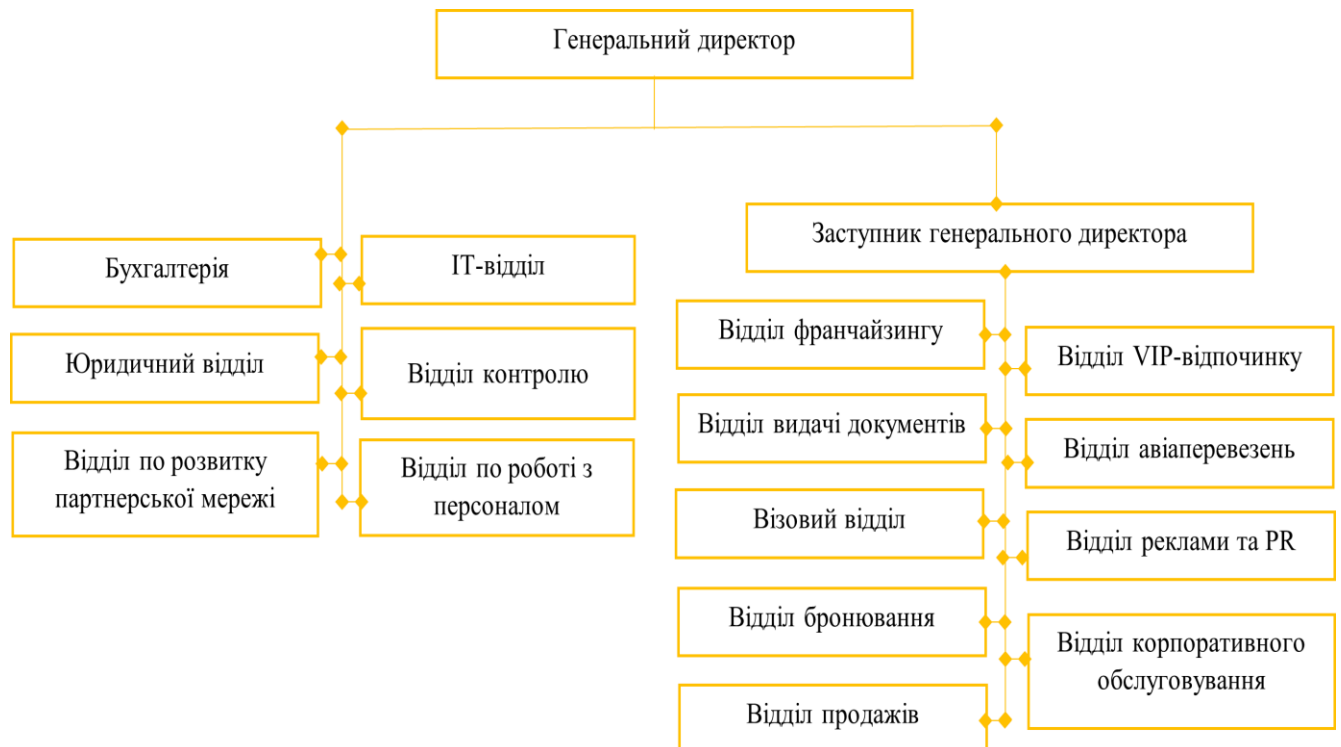 Генеральний директор
Заступник генерального директора
Бухгалтерія
ІТ-відділ
Юридичний відділ
Відділ контролю
Відділ по розвитку
партнерської мережі
Відділ по роботі з
персоналом
Відділ франчайзингу
Відділ VIP-відпочинку
Відділ видачі документів
Відділ авіаперевезень
Візовий відділ
Відділ реклами та PR
Відділ бронювання
Відділ корпоративного
обслуговування
Відділ продажів